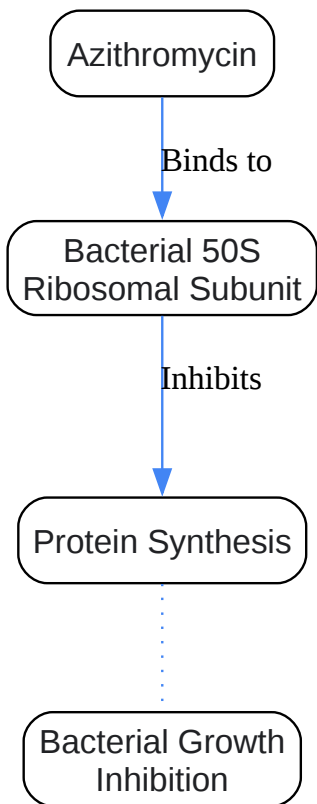 Azithromycin
Binds to
Bacterial 50S
Ribosomal Subunit
Inhibits
Protein Synthesis
Bacterial Growth
Inhibition